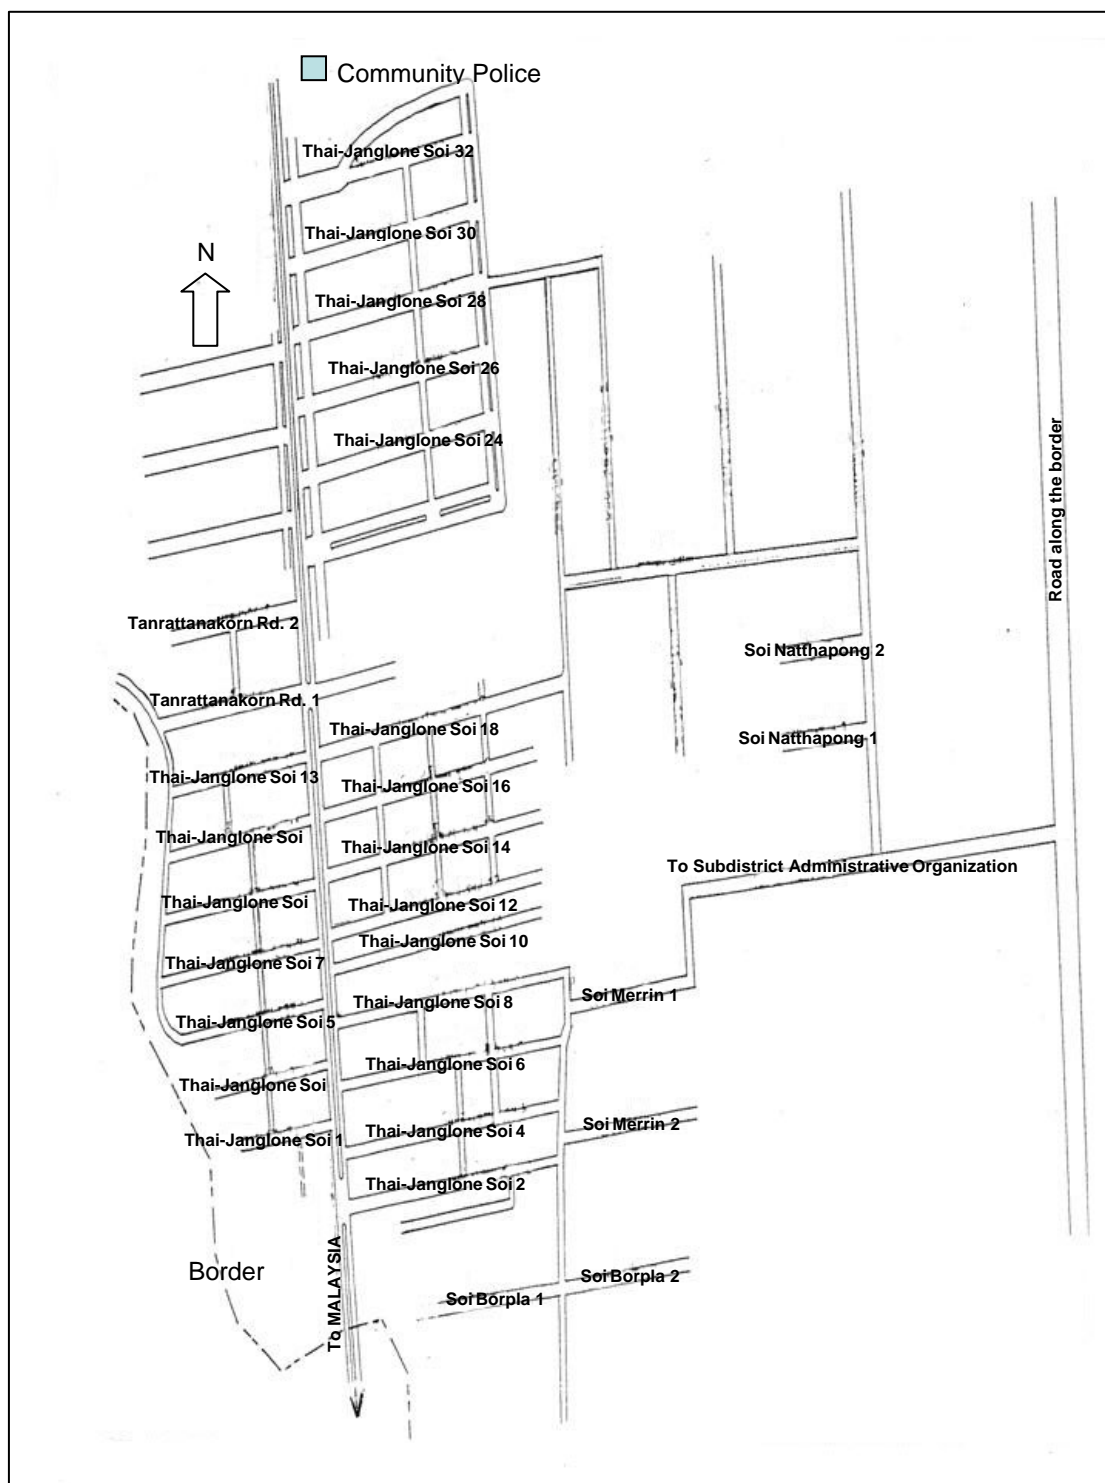 Community Police
Thai-Janglone Soi 32
Thai-Janglone Soi 30
N
Thai-Janglone Soi 28
Thai-Janglone Soi 26
Thai-Janglone Soi 24
Road along the border
Tanrattanakorn Rd. 2
Soi Natthapong 2
Tanrattanakorn Rd. 1
Thai-Janglone Soi 18
Soi Natthapong 1
Thai-Janglone Soi 13
Thai-Janglone Soi 16
Thai-Janglone Soi
Thai-Janglone Soi 14
To Subdistrict Administrative Organization
Thai-Janglone Soi
Thai-Janglone Soi 12
Thai-Janglone Soi 10
Thai-Janglone Soi 7
Soi Merrin 1
Thai-Janglone Soi 8
Thai-Janglone Soi 5
Thai-Janglone Soi 6
Thai-Janglone Soi
Soi Merrin 2
Thai-Janglone Soi 4
Thai-Janglone Soi 1
Thai-Janglone Soi 2
Border
To MALAYSIA
Soi Borpla 2
Soi Borpla 1